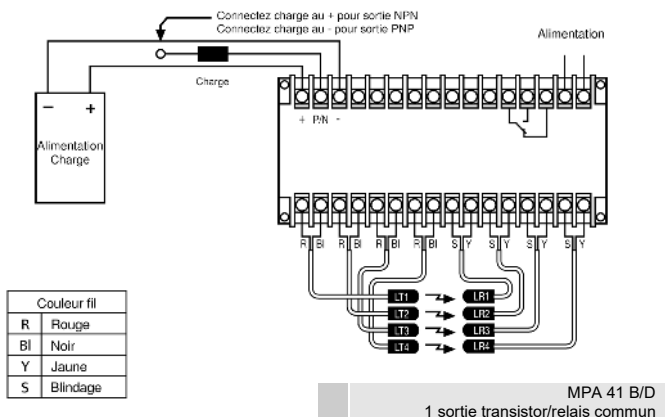 Connectez charge au + pour sortie NPN
Connectez charge au - pour sortie PNP
Alimentation
Charge
- +
Alimentation
Charge
+ P/N -
R Bl R Bl R Bl R Bl S Y S Y S Y S Y
LT1 LR1
LT2 LR2
LT3 LR3
LT4 LR4
Couleur fil
R Rouge
Bl Noir
Y Jaune
S Blindage
MPA 41 B/D
1 sortie transistor/relais commun